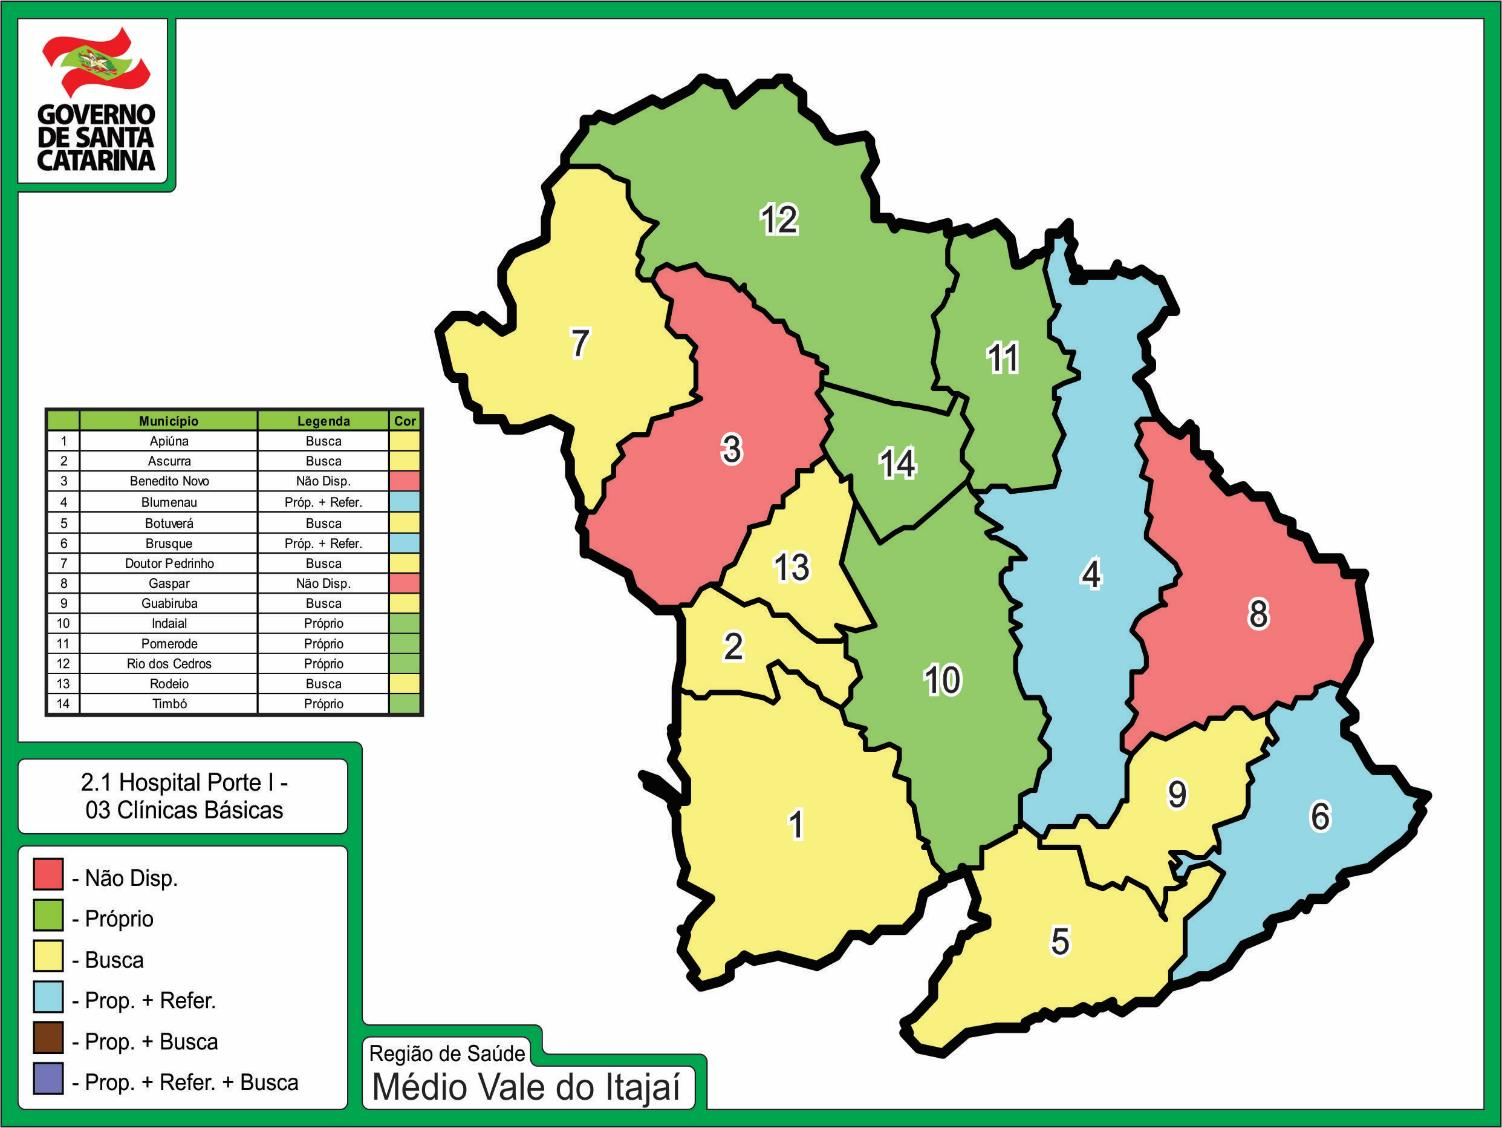 GOVERNO
DE SANTA
CATARINA
12
7
11
3
14
13
4
8
2
10
9
6
1
5
Município Legenda Cor
1 Apiúna Busca
2 Ascurra Busca
3 Benedito Novo Não Disp.
4 Blumenau Próp. + Refer.
5 Botuverá Busca
6 Brusque Próp. + Refer.
7 Doutor Pedrinho Busca
8 Gaspar Não Disp.
9 Guabiruba Busca
10 Indaial Próprio
11 Pomerode Próprio
12 Rio dos Cedros Próprio
13 Rodeio Busca
14 Timbó Próprio
2.1 Hospital Porte I -
03 Clínicas Básicas
- Não Disp.
- Próprio
- Busca
- Prop. + Refer.
- Prop. + Busca
- Prop. + Refer. + Busca
Região de Saúde
Médio Vale do Itajaí